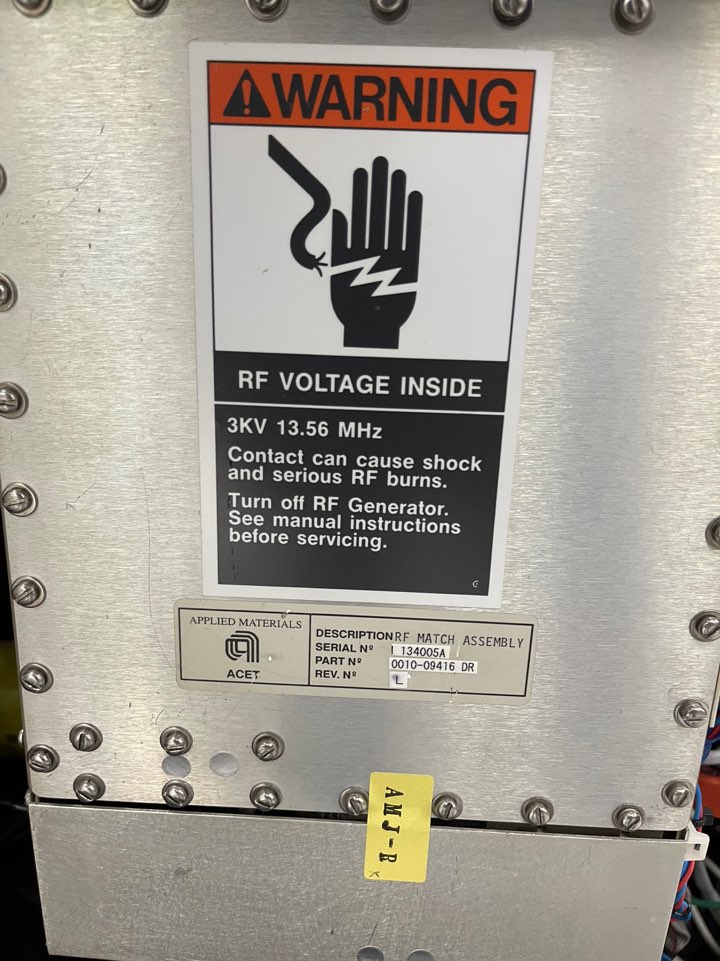 WARNING
RF VOLTAGE INSIDE
3KV 13.56 MHz
Contact can cause shock
and serious RF burns.
Turn off RF Generator.
See manual instructions
before servicing.
APPLIED MATERIALS
ACET
DESCRIPTION RF MATCH ASSEMBLY
SERIAL Nº I 134005A
PART Nº 0010-09416 DR
REV. Nº L
AMJ-R